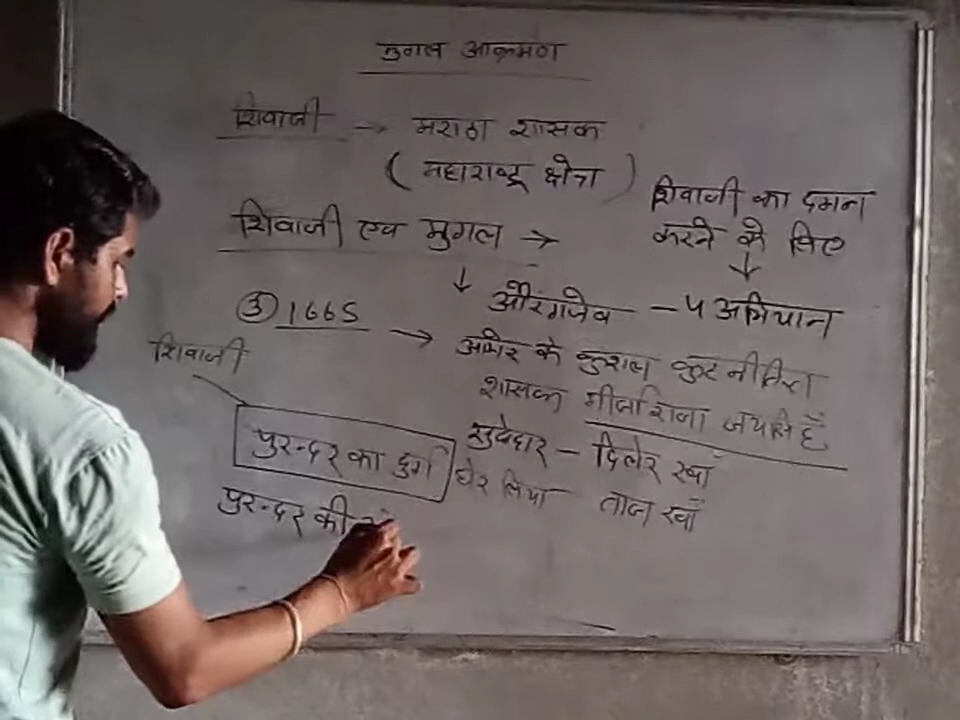 मुगल आक्रमण
शिवाजी → मराठा शासक
(महाराष्ट्र क्षेत्र)
शिवाजी का दमन
करने के लिए
↓
शिवाजी एव मुगल →
↓ औरंगजेव – 5 अभियान
③ 1665 → आमेर के कुशल कुटनीतिज्ञ
शासक मीर्जाराजा जयसिंह
शिवाजी
सुवेदार – दिलेर खाँ
पुरन्दर का दुर्ग घेर लिया ताज खाँ
पुरन्दर की